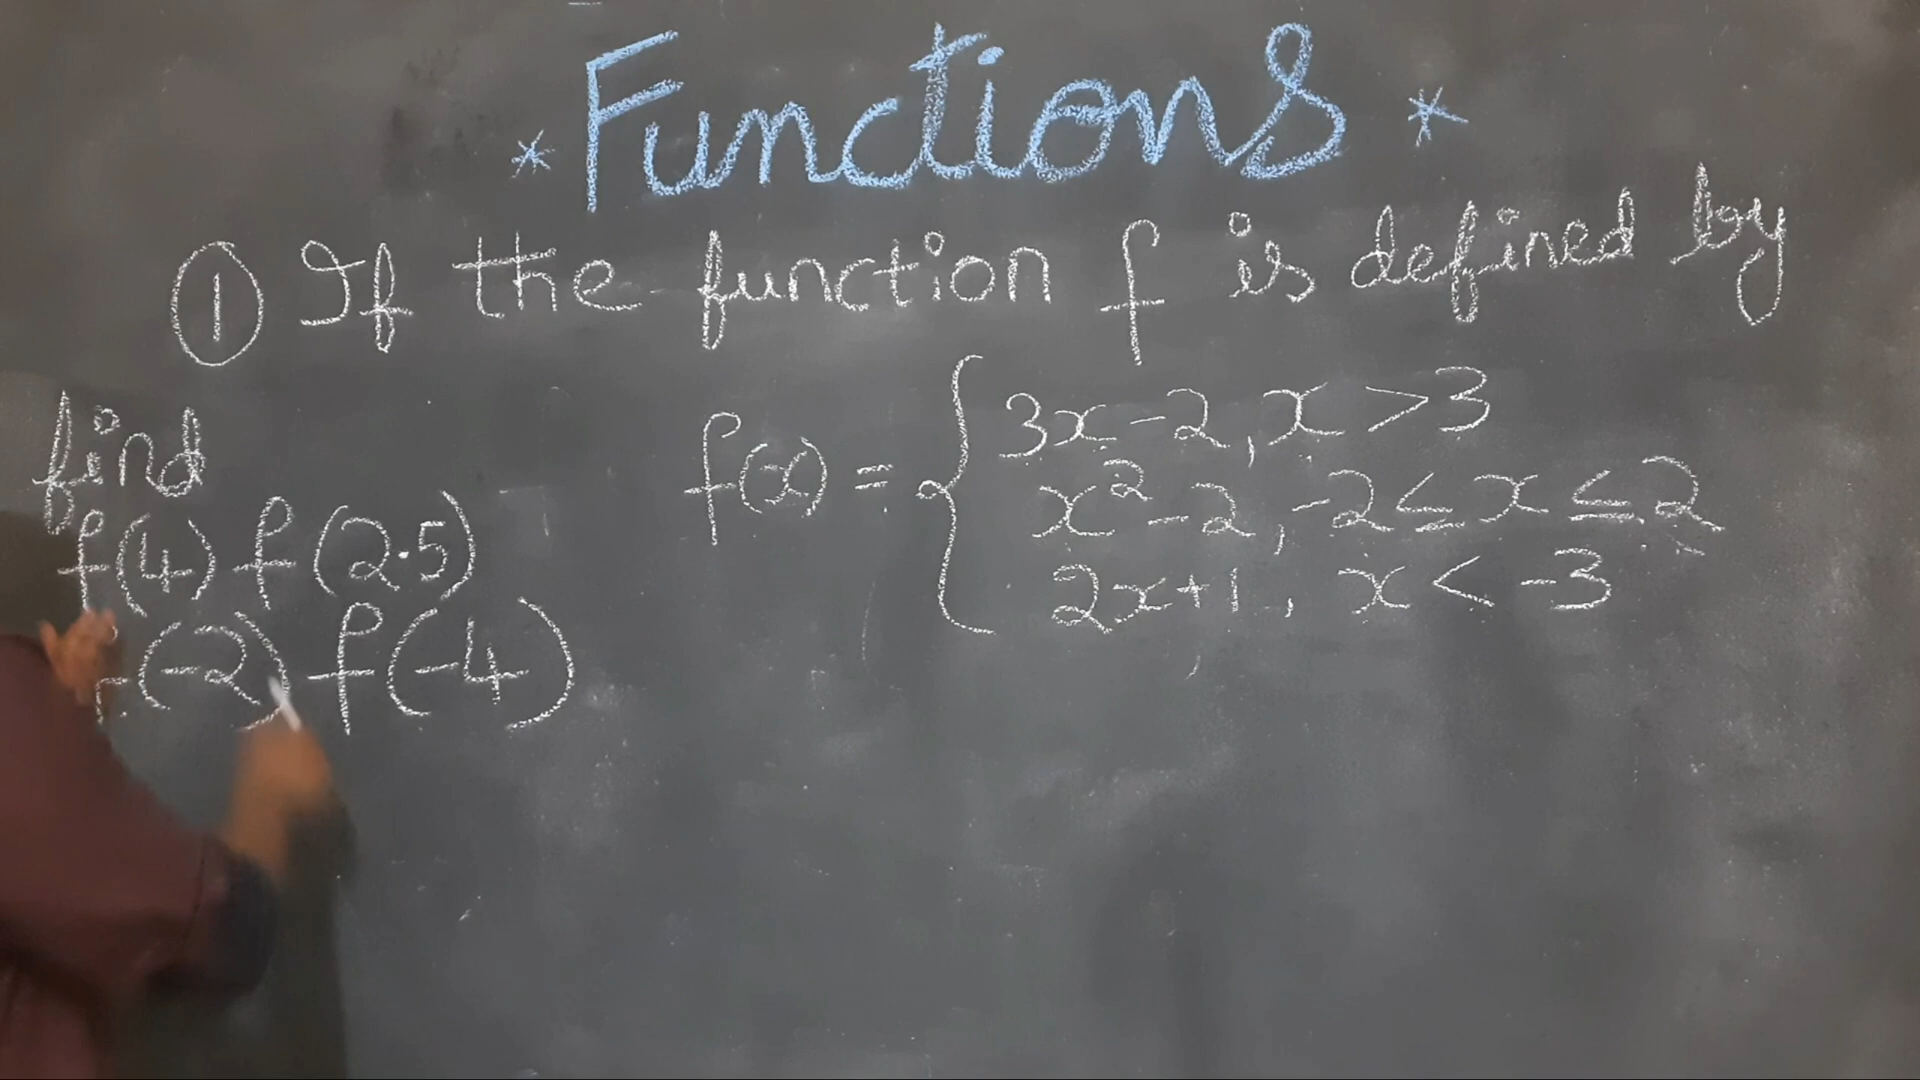 * Functions *
① If the function f is defined by
f(x) = { 3x-2, x > 3
x²-2, -2 ≤ x ≤ 2
2x+1, x < -3
find
f(4) f(2.5)
f(-2) f(-4)